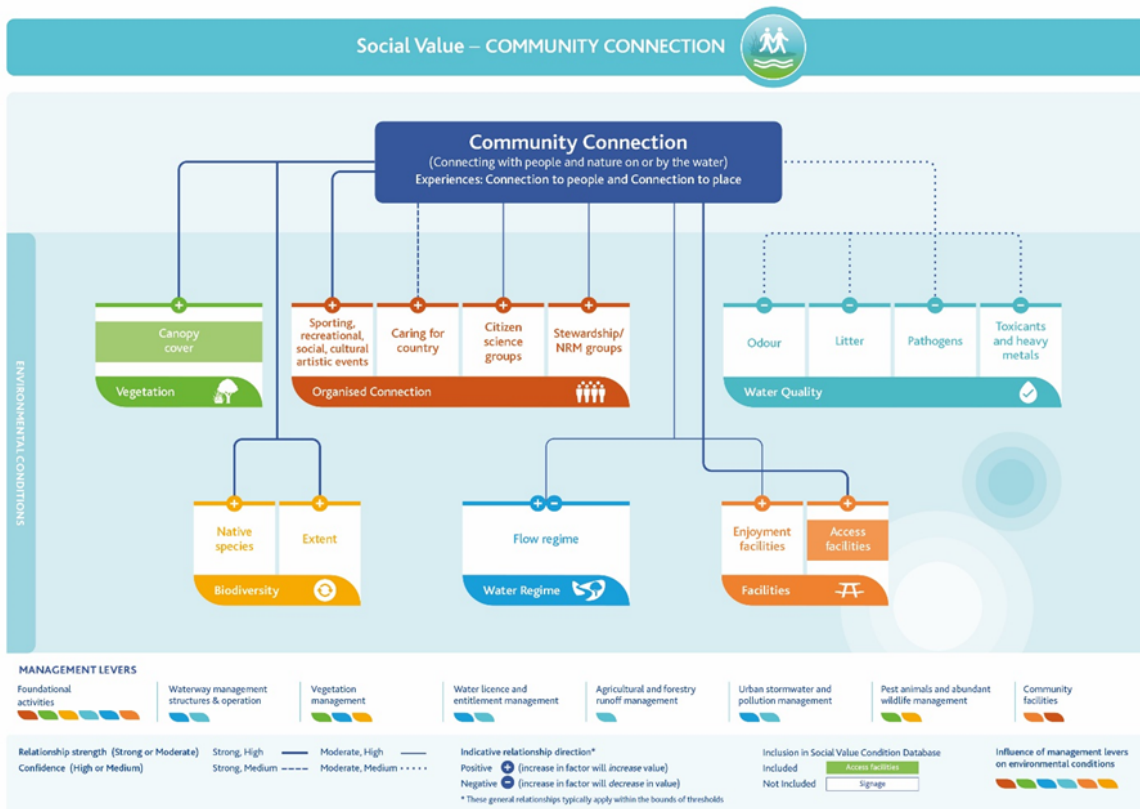 Social Value – COMMUNITY CONNECTION
Community Connection
(Connecting with people and nature on or by the water)
Experiences: Connection to people and Connection to place
ENVIRONMENTAL CONDITIONS
+
Canopy
cover
Vegetation
+
Sporting,
recreational,
social, cultural
artistic events
+
Caring for
country
+
Citizen
science
groups
+
Stewardship/
NRM groups
Organised Connection
−
Odour
−
Litter
−
Pathogens
−
Toxicants
and heavy
metals
Water Quality
+
Native
species
+
Extent
Biodiversity
+ −
Flow regime
Water Regime
+
Enjoyment
facilities
+
Access
facilities
Facilities
MANAGEMENT LEVERS
Foundational
activities
Waterway management
structures & operation
Vegetation
management
Water licence and
entitlement management
Agricultural and forestry
runoff management
Urban stormwater and
pollution management
Pest animals and abundant
wildlife management
Community
facilities
Relationship strength (Strong or Moderate)
Confidence (High or Medium)
Strong, High
Strong, Medium
Moderate, High
Moderate, Medium
Indicative relationship direction*
Positive + (increase in factor will increase value)
Negative − (increase in factor will decrease in value)
* These general relationships typically apply within the bounds of thresholds
Inclusion in Social Value Condition Database
Included Access facilities
Not Included Signage
Influence of management levers
on environmental conditions